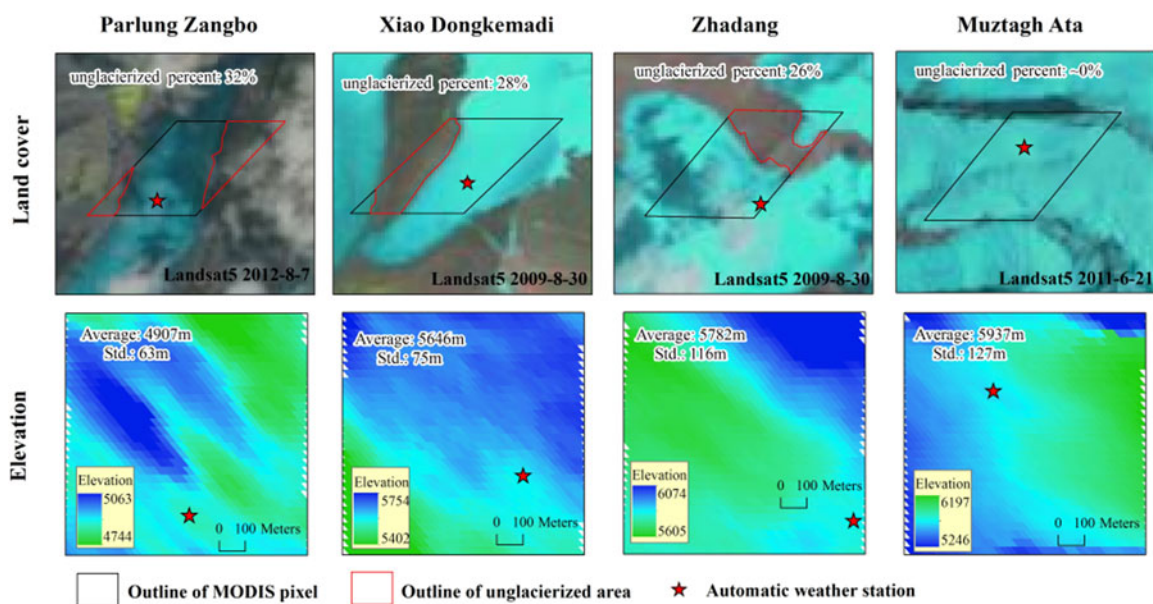 Parlung Zangbo
Xiao Dongkemadi
Zhadang
Muztagh Ata
Land cover
unglacierized percent: 32%
Landsat5 2012-8-7
unglacierized percent: 28%
Landsat5 2009-8-30
unglacierized percent: 26%
Landsat5 2009-8-30
unglacierized percent: ~0%
Landsat5 2011-6-21
Elevation
Average: 4907m
Std.: 63m
Elevation
5063
4744
0 100 Meters
Average: 5646m
Std.: 75m
Elevation
5754
5402
0 100 Meters
Average: 5782m
Std.: 116m
Elevation
6074
5605
0 100 Meters
Average: 5937m
Std.: 127m
Elevation
6197
5246
0 100 Meters
Outline of MODIS pixel
Outline of unglacierized area
Automatic weather station